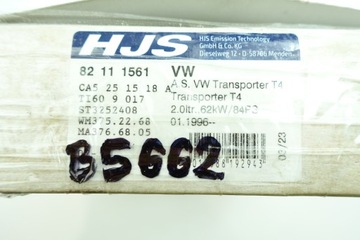 HJS
HJS Emission Technology
GmbH & Co. KG
Dieselweg 12 · D-58706 Menden
82 11 1561 VW
CA5 25 15 18 A A.S. VW Transporter T4
T160 9 017 Transporter T4
ST3252408 2.0ltr. 62kW/84PS
WM375.22.68 01.1996-
MA376.68.05
03/23
B5662